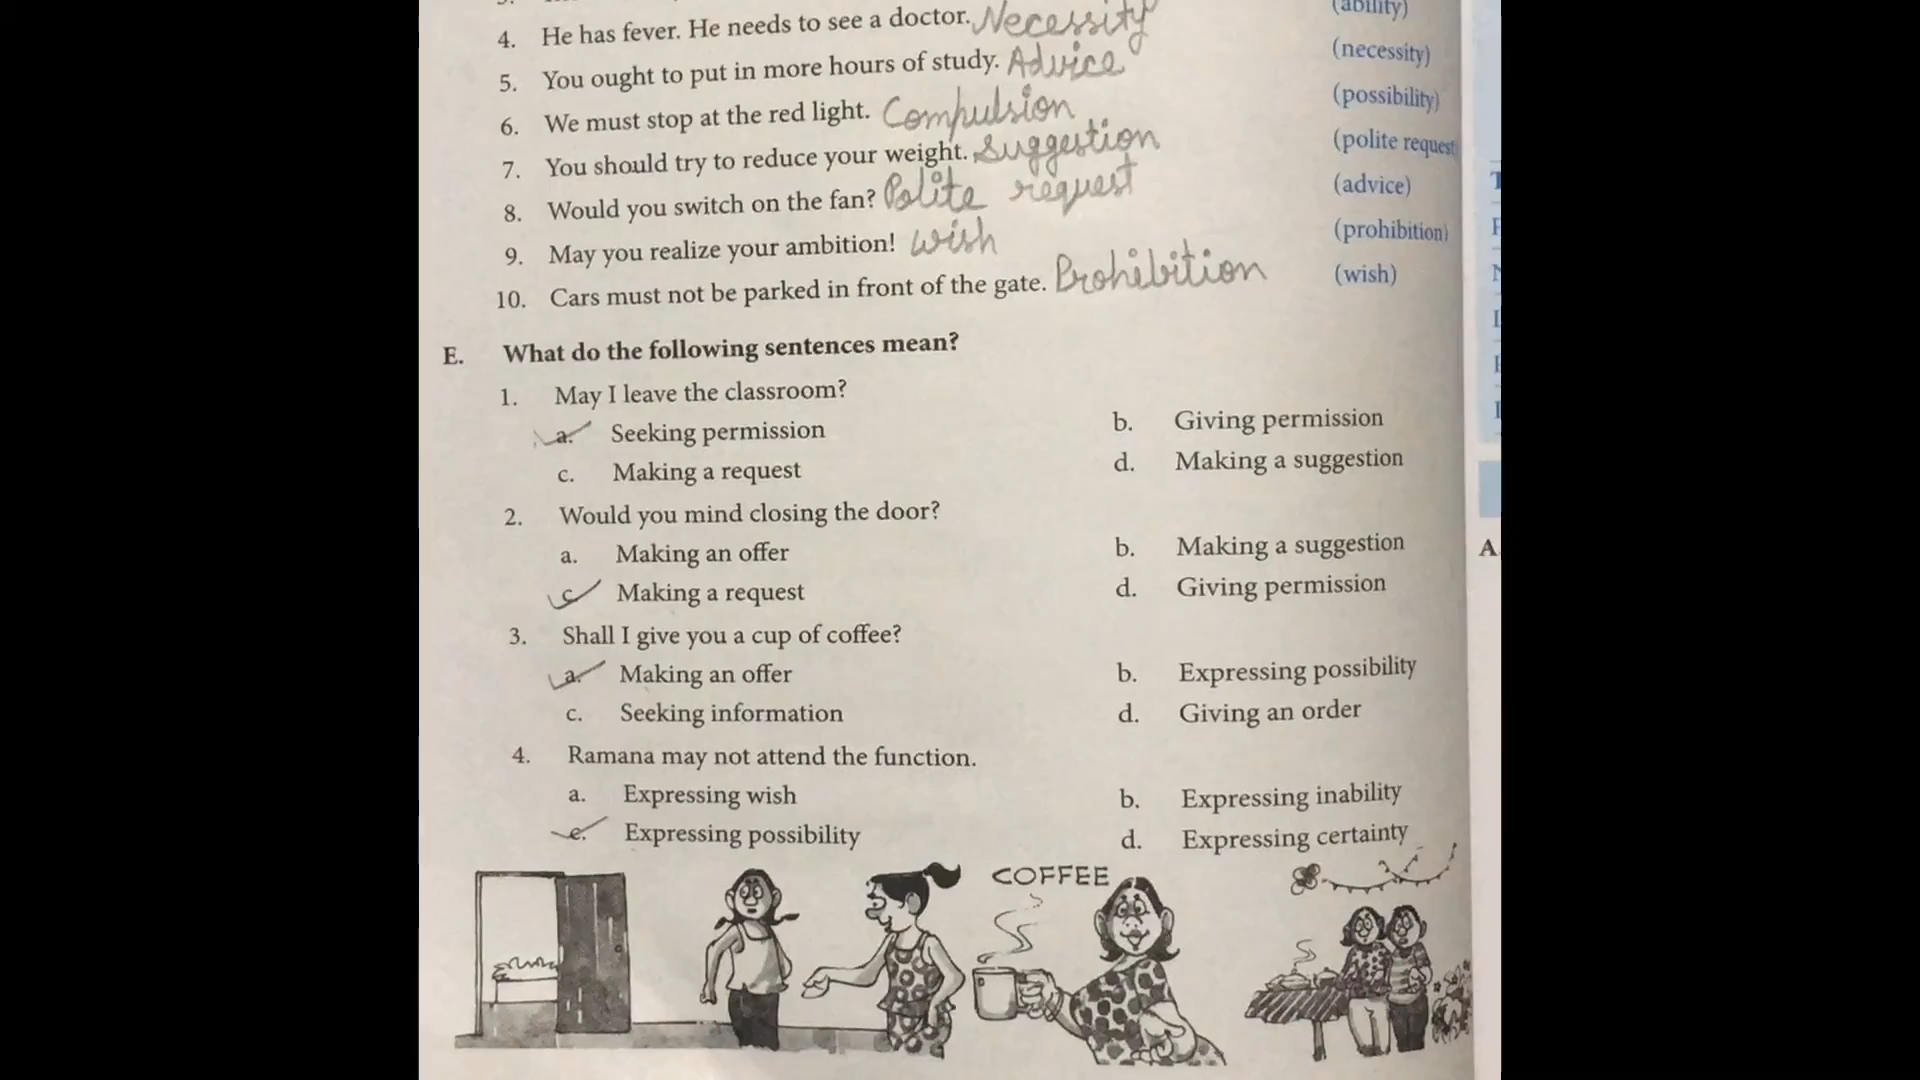 (ability)
4. He has fever. He needs to see a doctor. Necessity
(necessity)
5. You ought to put in more hours of study. Advice
(possibility)
6. We must stop at the red light. Compulsion
(polite request
7. You should try to reduce your weight. Suggestion
(advice)
8. Would you switch on the fan? Polite request
(prohibition)
9. May you realize your ambition! Wish
(wish)
10. Cars must not be parked in front of the gate. Prohibition
E. What do the following sentences mean?
1. May I leave the classroom?
a. Seeking permission b. Giving permission
c. Making a request d. Making a suggestion
2. Would you mind closing the door?
a. Making an offer b. Making a suggestion
c. Making a request d. Giving permission
3. Shall I give you a cup of coffee?
a. Making an offer b. Expressing possibility
c. Seeking information d. Giving an order
4. Ramana may not attend the function.
a. Expressing wish b. Expressing inability
c. Expressing possibility d. Expressing certainty
COFFEE
A